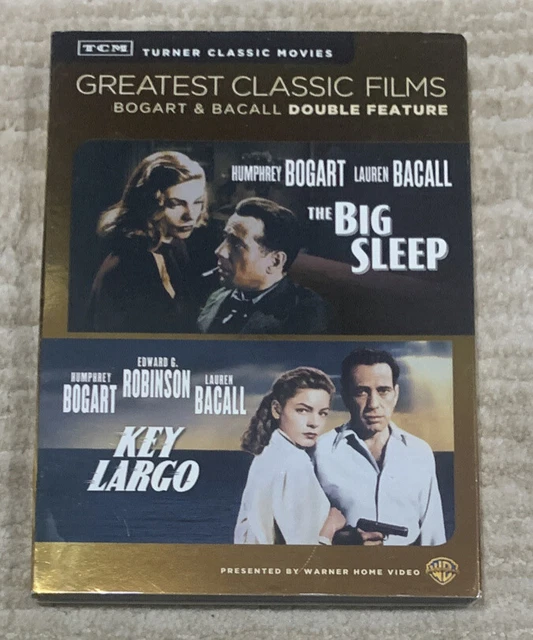 TCM TURNER CLASSIC MOVIES
GREATEST CLASSIC FILMS
BOGART & BACALL DOUBLE FEATURE
HUMPHREY BOGART LAUREN BACALL
THE BIG
SLEEP
EDWARD G.
HUMPHREY ROBINSON LAUREN
BOGART BACALL
KEY
LARGO
PRESENTED BY WARNER HOME VIDEO WB